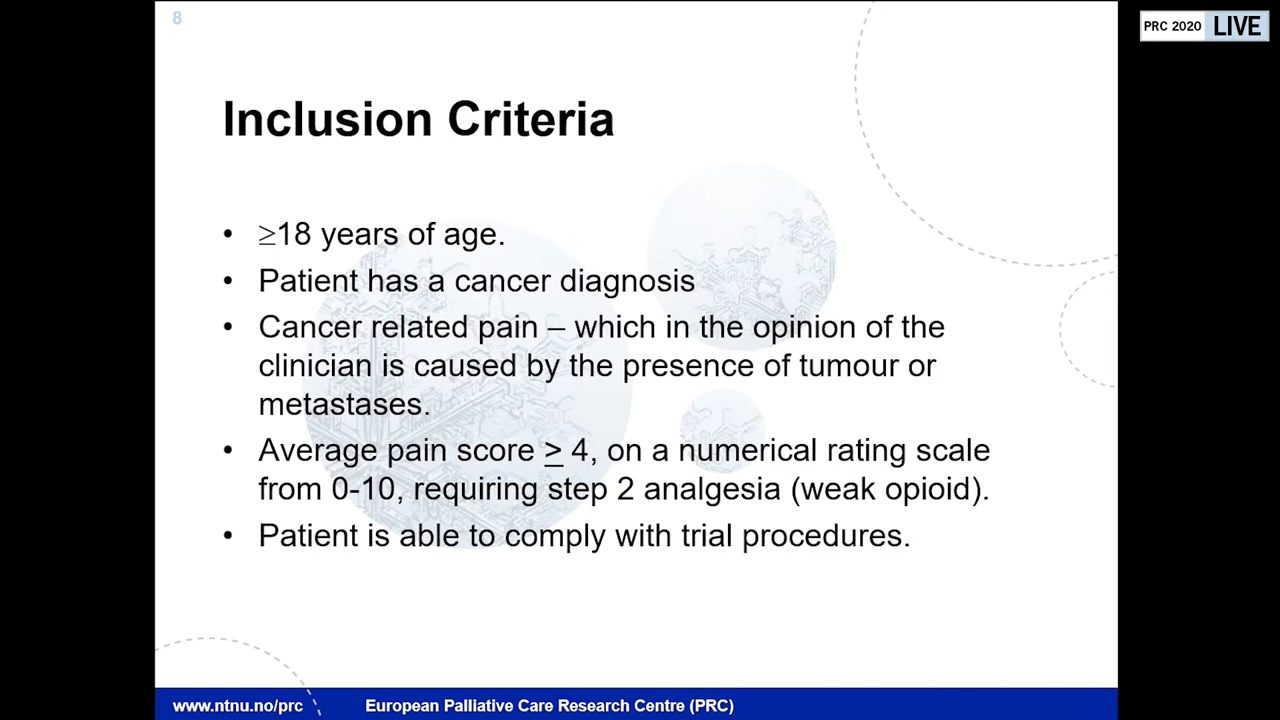 8
PRC 2020 LIVE
Inclusion Criteria
• ≥18 years of age.
• Patient has a cancer diagnosis
• Cancer related pain – which in the opinion of the
clinician is caused by the presence of tumour or
metastases.
• Average pain score ≥ 4, on a numerical rating scale
from 0-10, requiring step 2 analgesia (weak opioid).
• Patient is able to comply with trial procedures.
www.ntnu.no/prc European Palliative Care Research Centre (PRC)